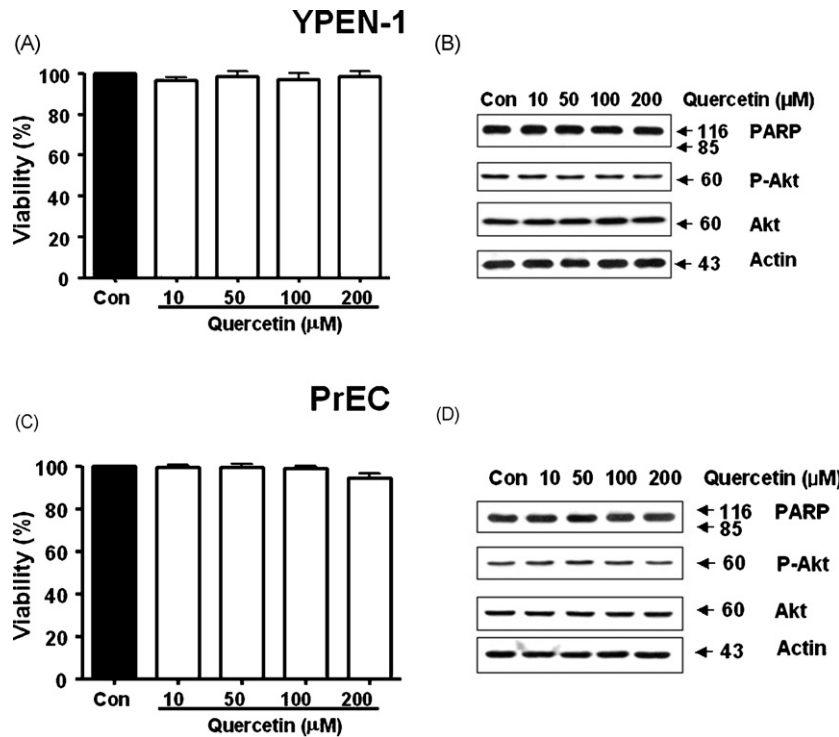 YPEN-1
(A)
Viability (%)
100
80
60
40
20
0
Con 10 50 100 200
Quercetin (µM)
(B)
Con 10 50 100 200 Quercetin (µM)
116 PARP
85
60 P-Akt
60 Akt
43 Actin
PrEC
(C)
Viability (%)
100
80
60
40
20
0
Con 10 50 100 200
Quercetin (µM)
(D)
Con 10 50 100 200 Quercetin (µM)
116 PARP
85
60 P-Akt
60 Akt
43 Actin